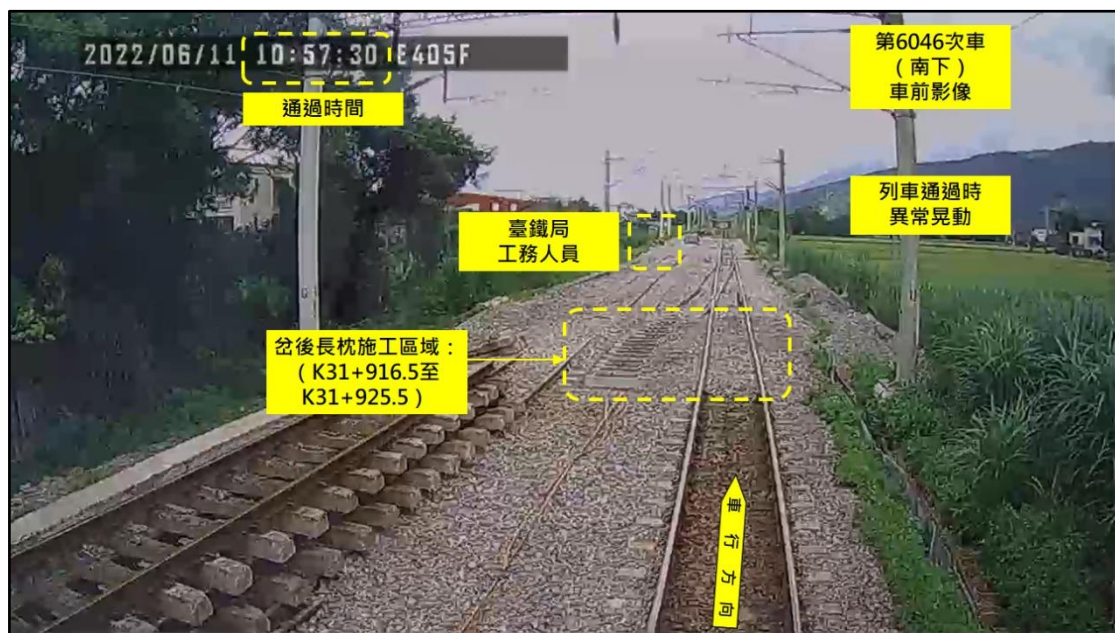 2022/06/11 10:57:30 E405F
通過時間
第6046次車
（南下）
車前影像
列車通過時
異常晃動
臺鐵局
工務人員
岔後長枕施工區域：
（K31+916.5至
K31+925.5）
車行方向